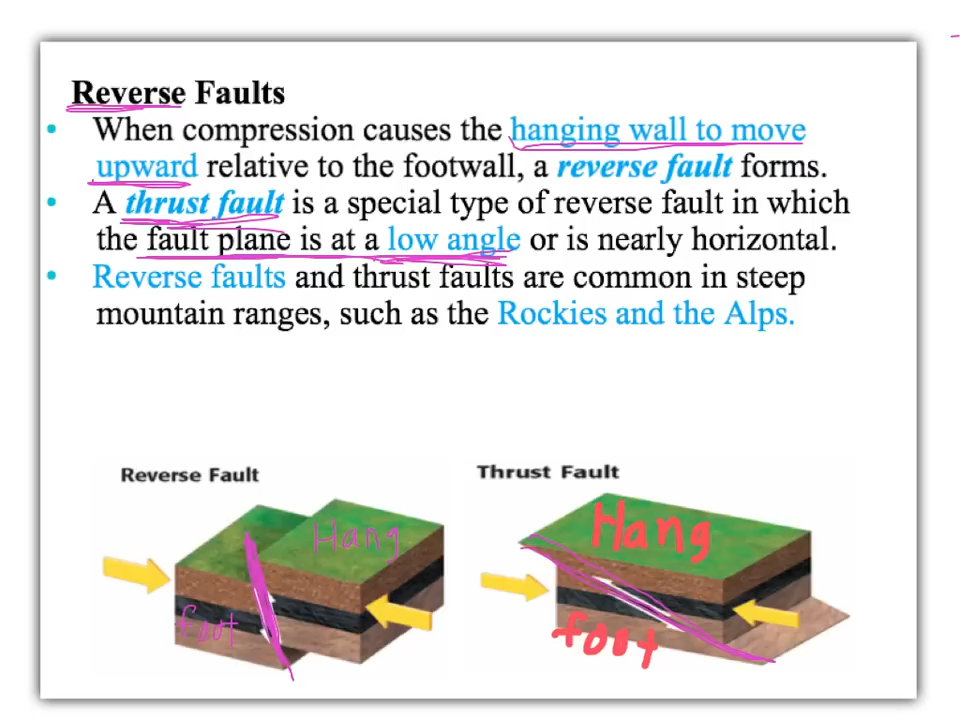 Reverse Faults
• When compression causes the hanging wall to move
upward relative to the footwall, a reverse fault forms.
• A thrust fault is a special type of reverse fault in which
the fault plane is at a low angle or is nearly horizontal.
• Reverse faults and thrust faults are common in steep
mountain ranges, such as the Rockies and the Alps.
Reverse Fault
Thrust Fault
Hang
Hang
foot
foot